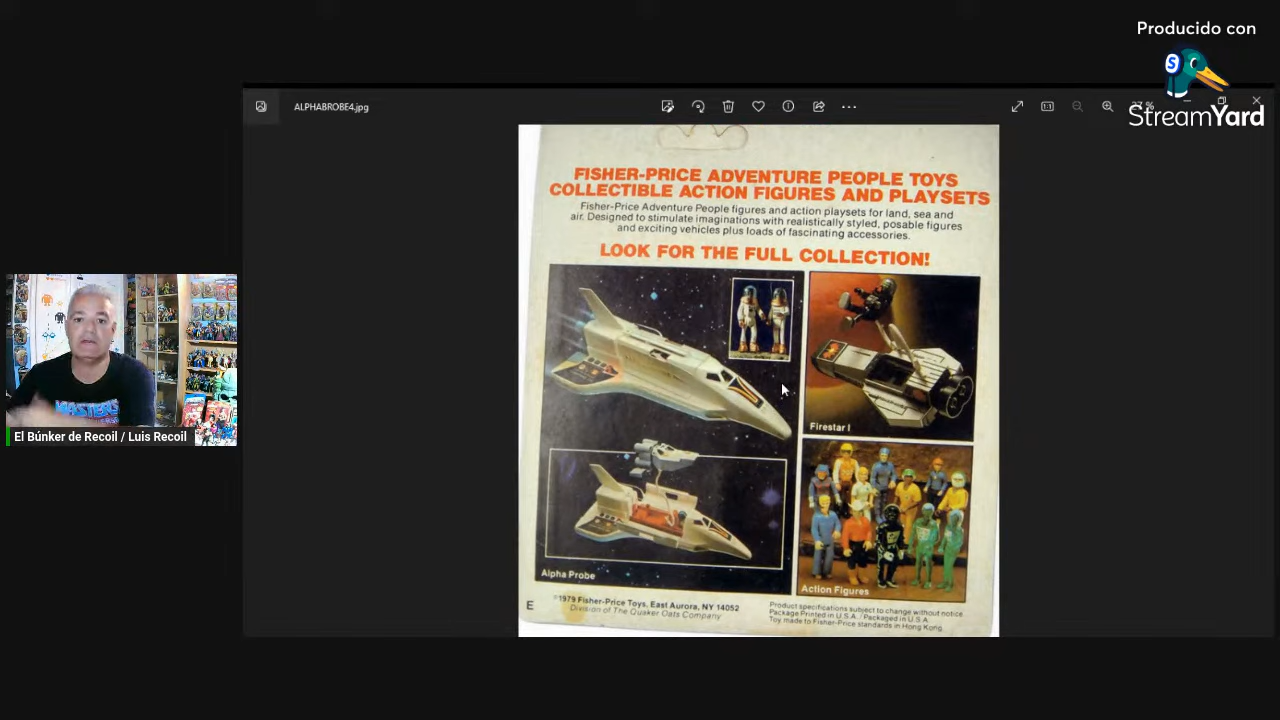 Producido con
StreamYard
ALPHABROBE4.jpg
FISHER-PRICE ADVENTURE PEOPLE TOYS
COLLECTIBLE ACTION FIGURES AND PLAYSETS
Fisher-Price Adventure People figures and action playsets for land, sea and
air. Designed to stimulate imaginations with realistically styled, posable figures
and exciting vehicles plus loads of fascinating accessories.
LOOK FOR THE FULL COLLECTION!
Firestar I
MASTERS
El Búnker de Recoil / Luis Recoil
Alpha Probe
Action Figures
E
©1979 Fisher-Price Toys, East Aurora, NY 14052
Division of The Quaker Oats Company
Product specifications subject to change without notice
Package Printed in U.S.A. / Packaged in U.S.A.
Toy made to Fisher-Price standards in Hong Kong